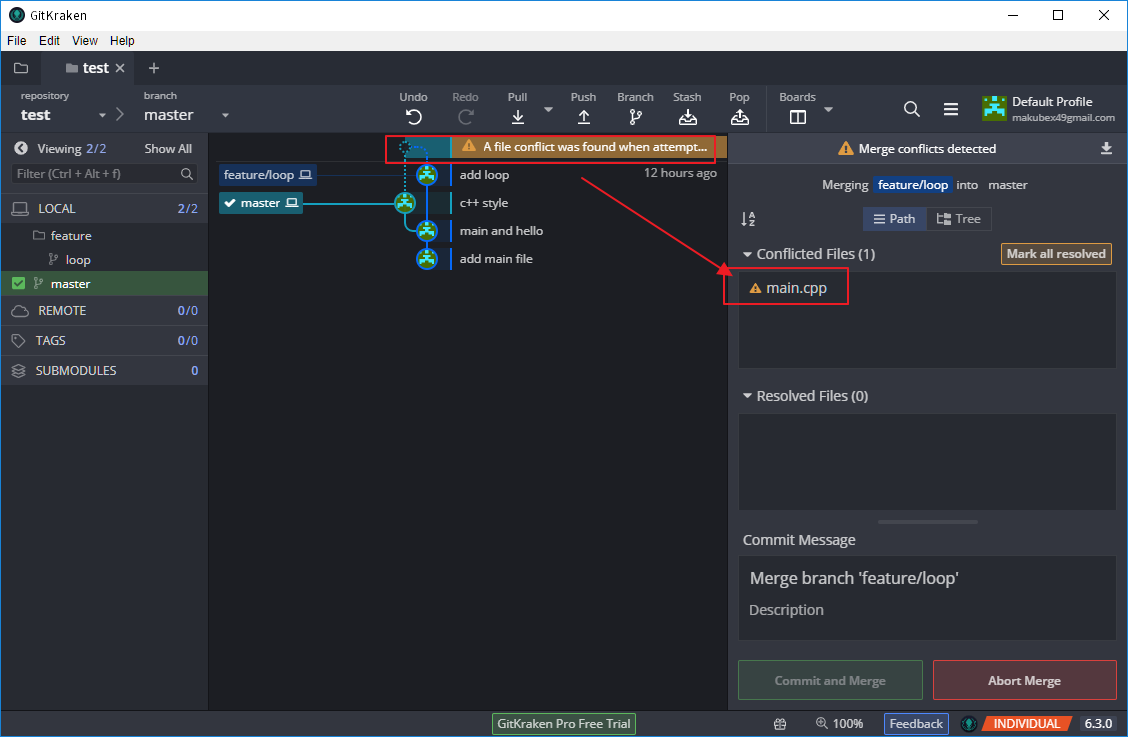 GitKraken
File Edit View Help
test
repository
test
branch
master
Undo
Redo
Pull
Push
Branch
Stash
Pop
Boards
Default Profile
makubex49gmail.com
Viewing 2/2
Show All
Filter (Ctrl + Alt + f)
LOCAL
2/2
feature
loop
master
REMOTE
0/0
TAGS
0/0
SUBMODULES
0
A file conflict was found when attempt...
feature/loop
add loop
12 hours ago
master
c++ style
main and hello
add main file
Merge conflicts detected
Merging feature/loop into master
Path
Tree
Conflicted Files (1)
Mark all resolved
main.cpp
Resolved Files (0)
Commit Message
Merge branch 'feature/loop'
Description
Commit and Merge
Abort Merge
GitKraken Pro Free Trial
100%
Feedback
INDIVIDUAL
6.3.0